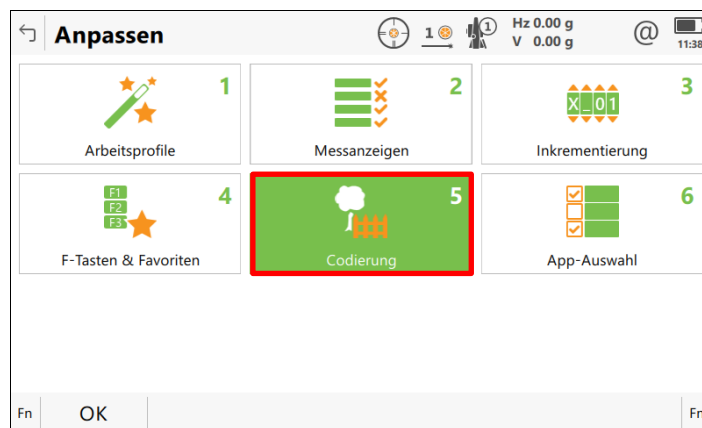 Anpassen
1
1
Hz 0.00 g
V 0.00 g
@
11:38
1
Arbeitsprofile
2
Messanzeigen
X_01
3
Inkrementierung
F1
F2
F3
4
F-Tasten & Favoriten
5
Codierung
6
App-Auswahl
Fn
OK
Fn